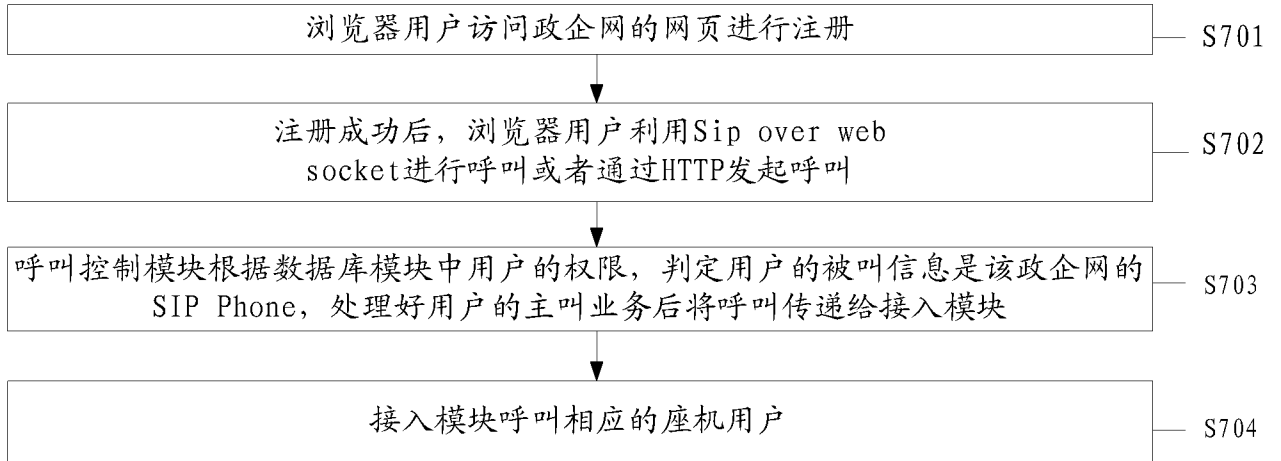 浏览器用户访问政企网的网页进行注册
S701
注册成功后，浏览器用户利用Sip over web
socket进行呼叫或者通过HTTP发起呼叫
S702
呼叫控制模块根据数据库模块中用户的权限，判定用户的被叫信息是该政企网的
SIP Phone，处理好用户的主叫业务后将呼叫传递给接入模块
S703
接入模块呼叫相应的座机用户
S704